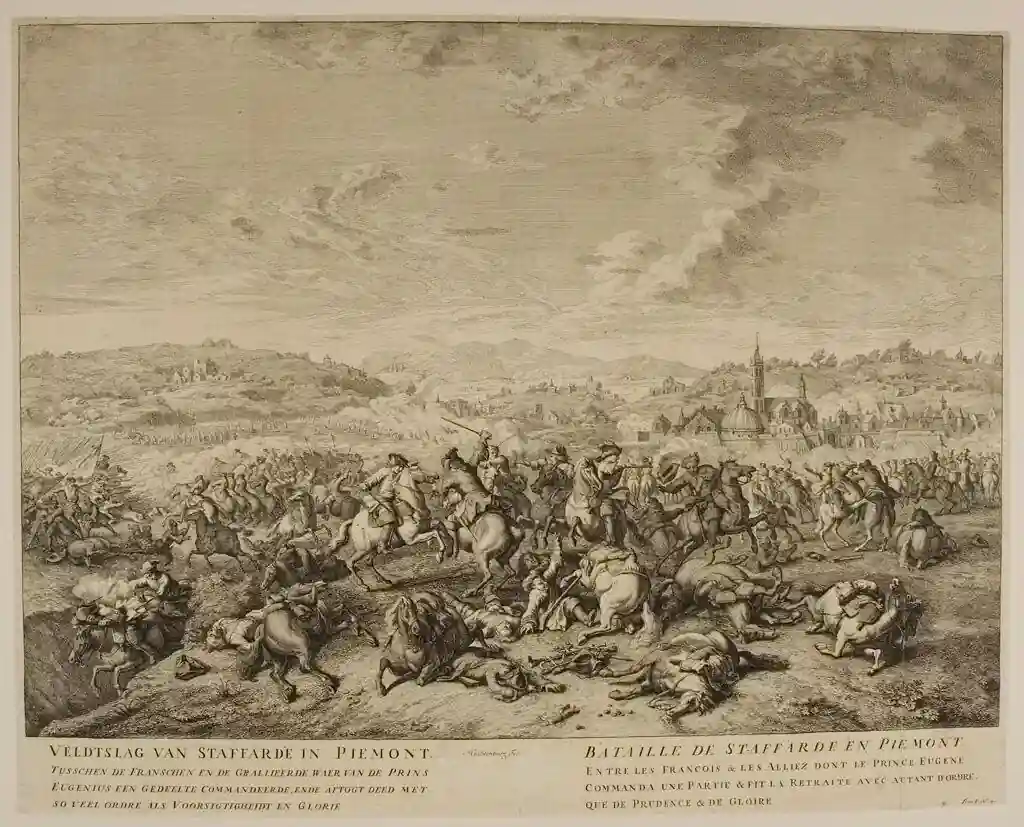 VELDTSLAG VAN STAFFARDE IN PIEMONT.
TUSSCHEN DE FRANSCHEN EN DE GEALLIEERDE, WAER VAN DE PRINS
EUGENIUS EEN GEDEELTE COMMANDEERDE, ENDE AFTOGT DEED MET
SO VEEL ORDRE ALS VOORSIGTIGHEIDT EN GLORIE
Huchtenburg Fec.
BATAILLE DE STAFFARDE EN PIEMONT
ENTRE LES FRANCOIS & LES ALLIEZ DONT LE PRINCE EUGENE
COMMANDA UNE PARTIE & FIT LA RETRAITE AVEC AUTANT D'ORDRE,
QUE DE PRUDENCE & DE GLOIRE